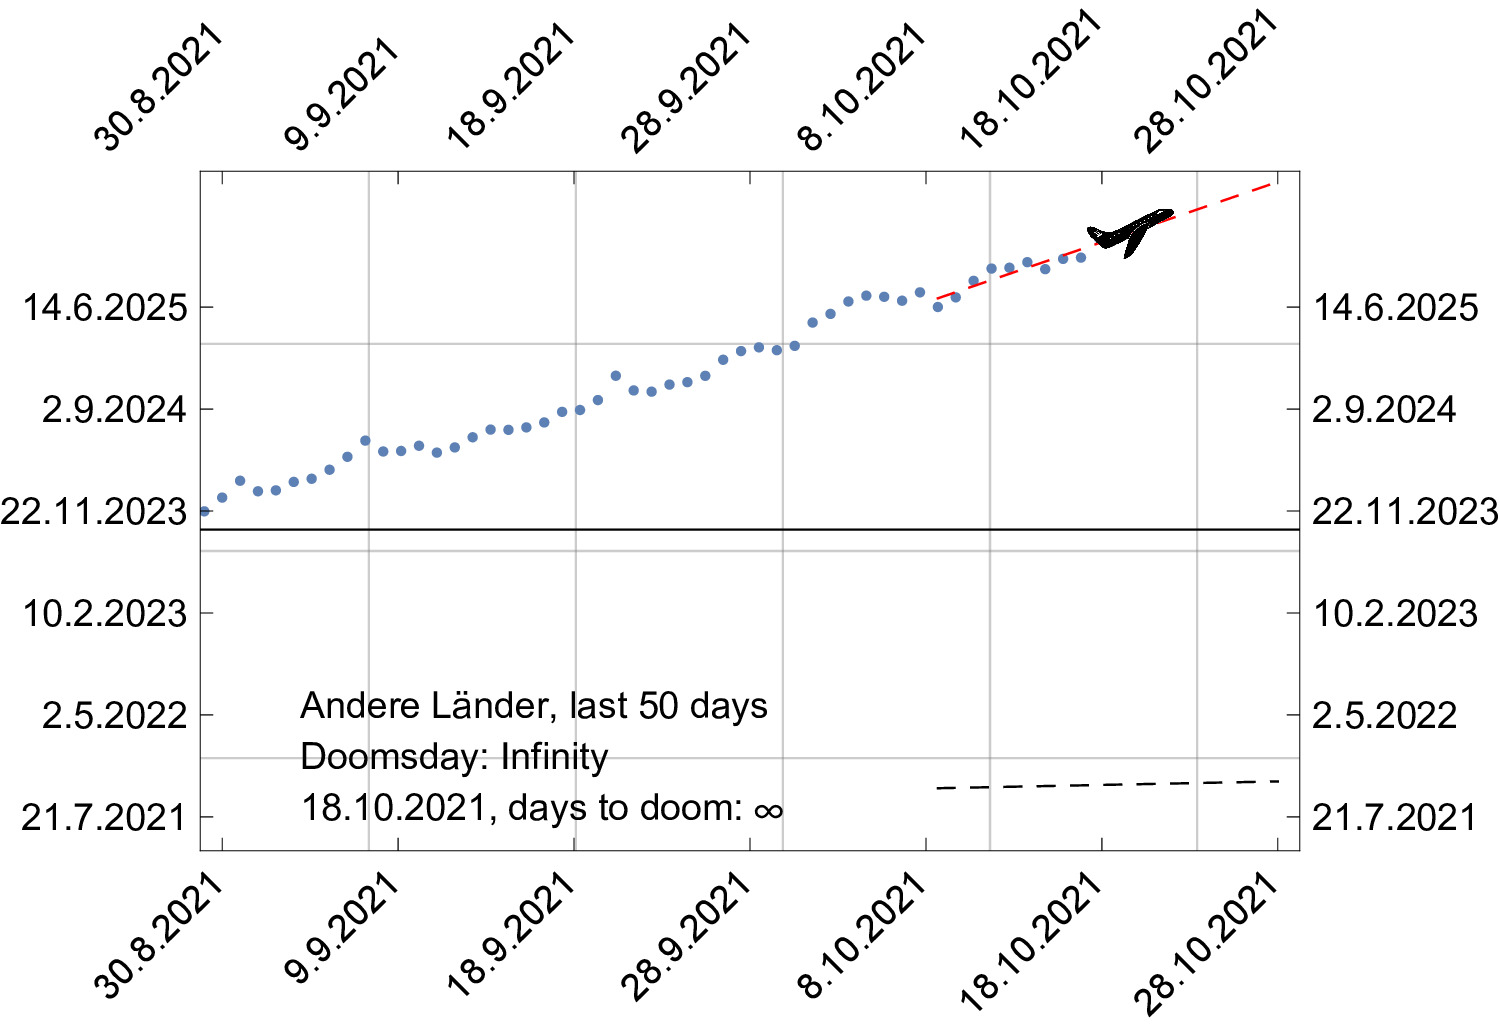 30.8.2021 9.9.2021 18.9.2021 28.9.2021 8.10.2021 18.10.2021 28.10.2021
14.6.2025 14.6.2025
2.9.2024 2.9.2024
22.11.2023 22.11.2023
10.2.2023 10.2.2023
Andere Länder, last 50 days
2.5.2022 2.5.2022
Doomsday: Infinity
18.10.2021, days to doom: ∞
21.7.2021 21.7.2021
30.8.2021 9.9.2021 18.9.2021 28.9.2021 8.10.2021 18.10.2021 28.10.2021